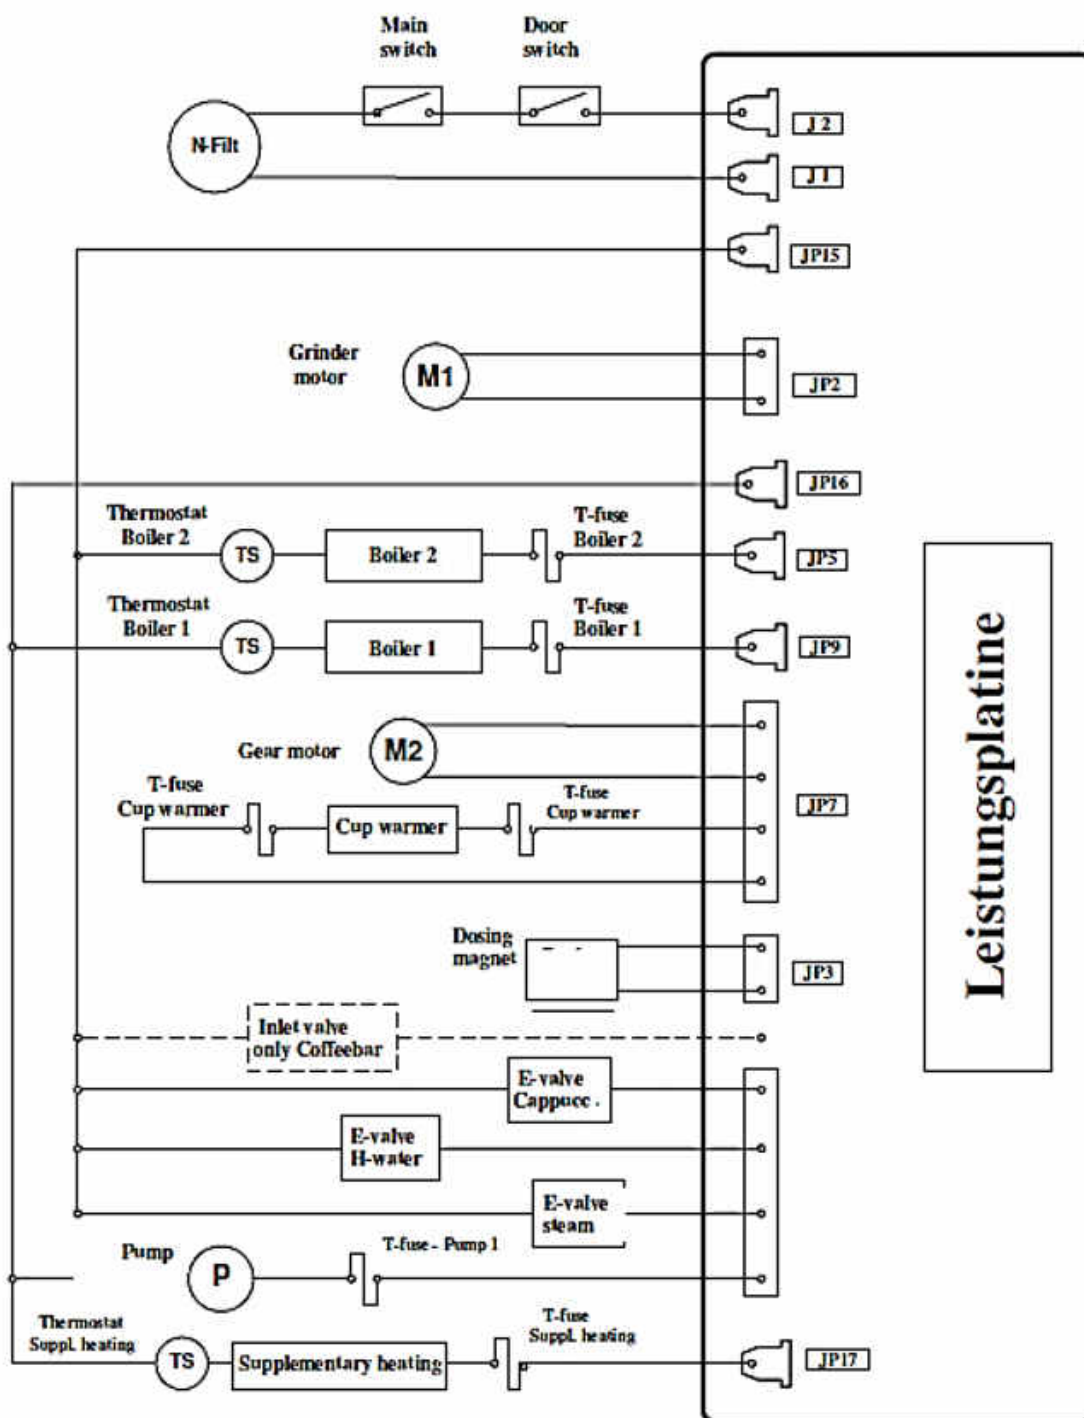 Main
switch
Door
switch
N-Filt
J 2
J 1
JP15
Grinder
motor
M1
JP2
JP16
Thermostat
Boiler 2
TS
Boiler 2
T-fuse
Boiler 2
JP5
Thermostat
Boiler 1
TS
Boiler 1
T-fuse
Boiler 1
JP9
Gear motor
M2
T-fuse
Cup warmer
Cup warmer
T-fuse
Cup warmer
JP7
Dosing
magnet
JP3
Inlet valve
only Coffeebar
E-valve
Cappucc .
E-valve
H-water
E-valve
steam
Pump
P
T-fuse - Pump 1
Thermostat
Suppl. heating
TS
Supplementary heating
T-fuse
Suppl. heating
JP17
Leistungsplatine